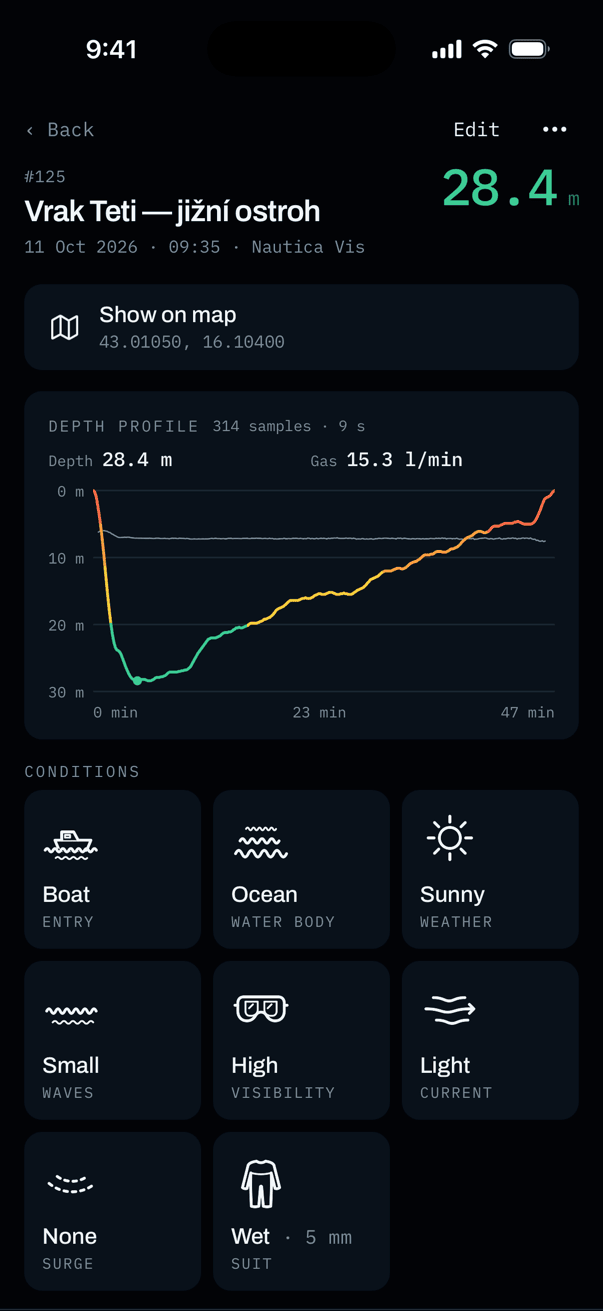 9:41
‹ Back
Edit •••
#125
28.4 m
Vrak Teti — jižní ostroh
11 Oct 2026 · 09:35 · Nautica Vis
Show on map
43.01050, 16.10400
DEPTH PROFILE 314 samples · 9 s
Depth 28.4 m Gas 15.3 l/min
0 m
10 m
20 m
30 m
0 min 23 min 47 min
CONDITIONS
Boat
ENTRY
Ocean
WATER BODY
Sunny
WEATHER
Small
WAVES
High
VISIBILITY
Light
CURRENT
None
SURGE
Wet · 5 mm
SUIT